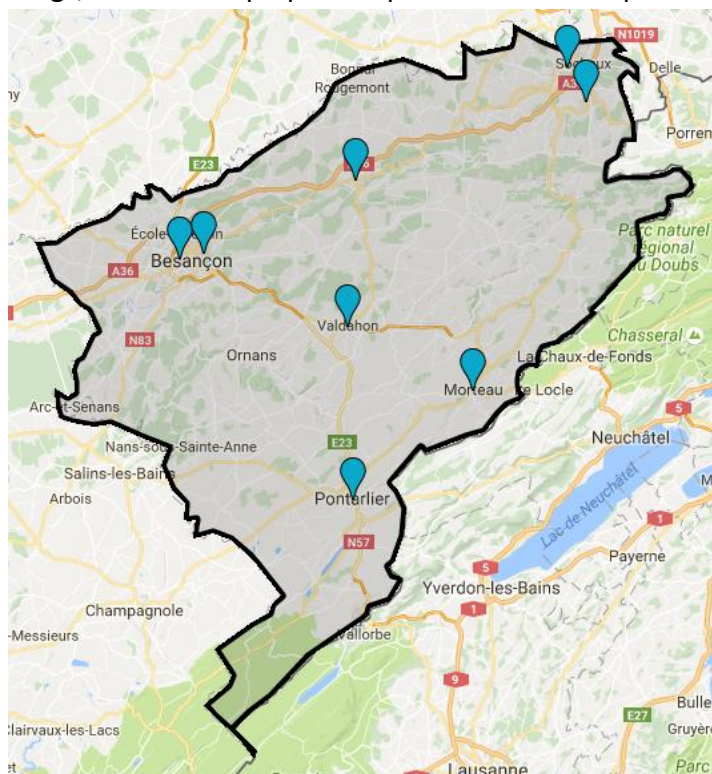 N1019
Delle
Rougemont
Porren
E23
Besançon
A36
Parc naturel
régional
du Doubs
Valdahon
N83
Chasseral
Ornans
La Chaux-de-Fonds
Morteau
Le Locle
Arc-et-Senans
5
Neuchâtel
E23
Nans-sous-Sainte-Anne
Salins-les-Bains
Pontarlier
Arbois
Lac de Neuchâtel
1
N57
5
Payerne
Yverdon-les-Bains
1
Champagnole
-Messieurs
Vallorbe
9
Bulle
E27
Clairvaux-les-Lacs
Gruyèr
Lausanne
Parc